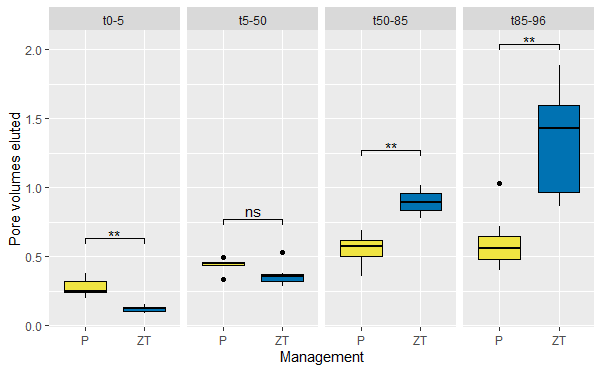 t0-5 t5-50 t50-85 t85-96
2.0
1.5
1.0
0.5
0.0
Pore volumes eluted
** ns ** **
P ZT P ZT P ZT P ZT
Management